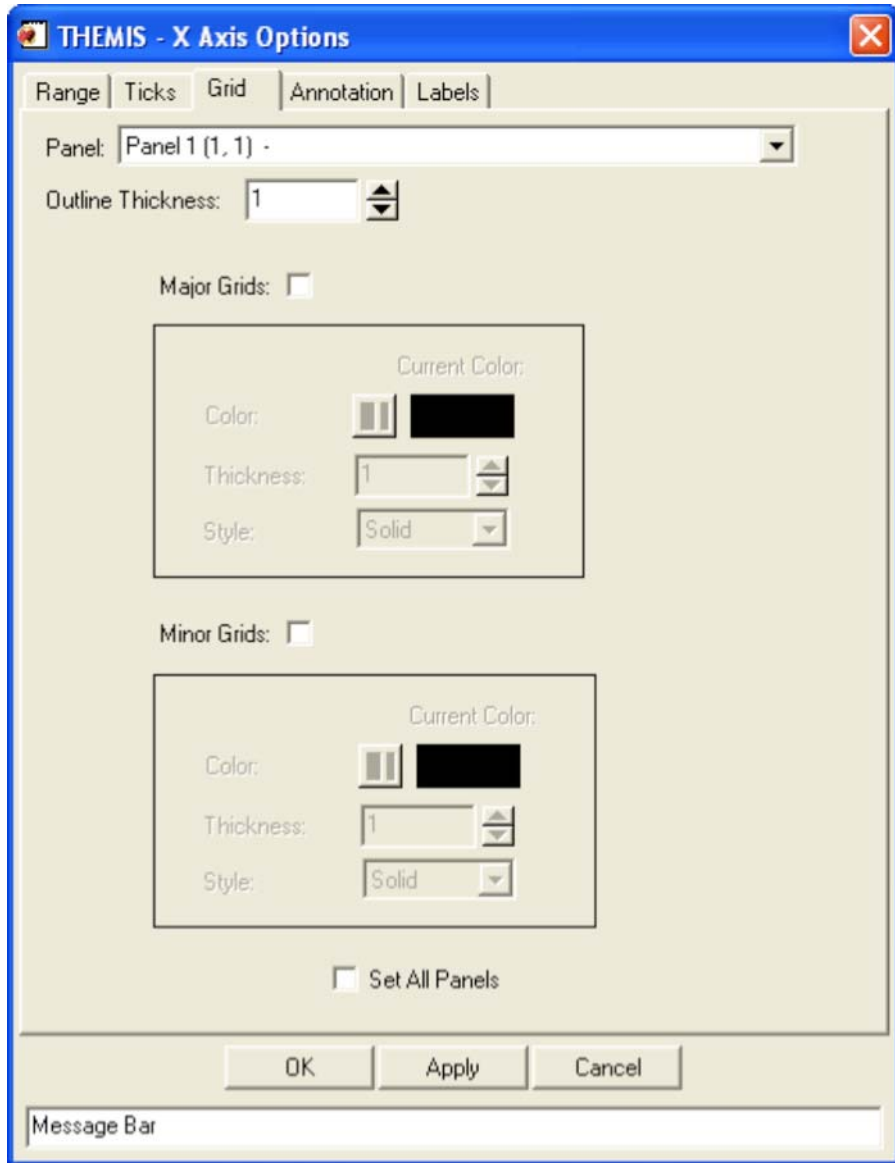 THEMIS - X Axis Options
Range Ticks Grid Annotation Labels
Panel: Panel 1 (1, 1) -
Outline Thickness: 1
Major Grids:
Current Color:
Color:
Thickness: 1
Style: Solid
Minor Grids:
Current Color:
Color:
Thickness: 1
Style: Solid
Set All Panels
OK Apply Cancel
Message Bar